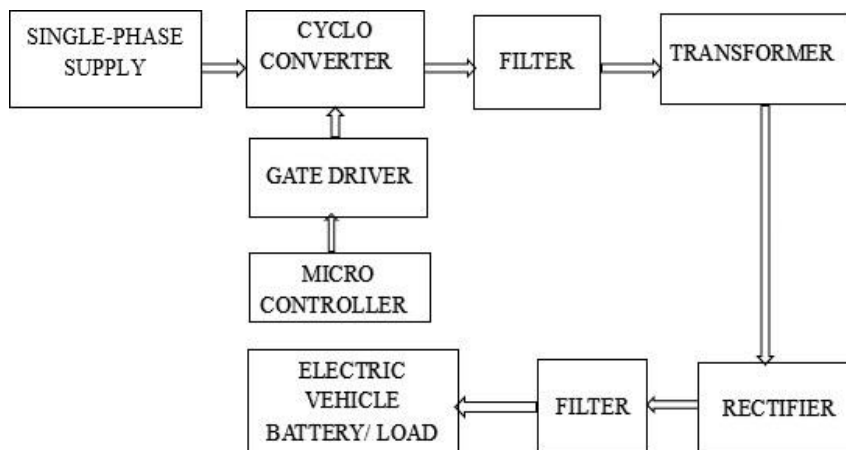 SINGLE-PHASE
SUPPLY
CYCLO
CONVERTER
FILTER
TRANSFORMER
GATE DRIVER
MICRO
CONTROLLER
ELECTRIC
VEHICLE
BATTERY/ LOAD
FILTER
RECTIFIER